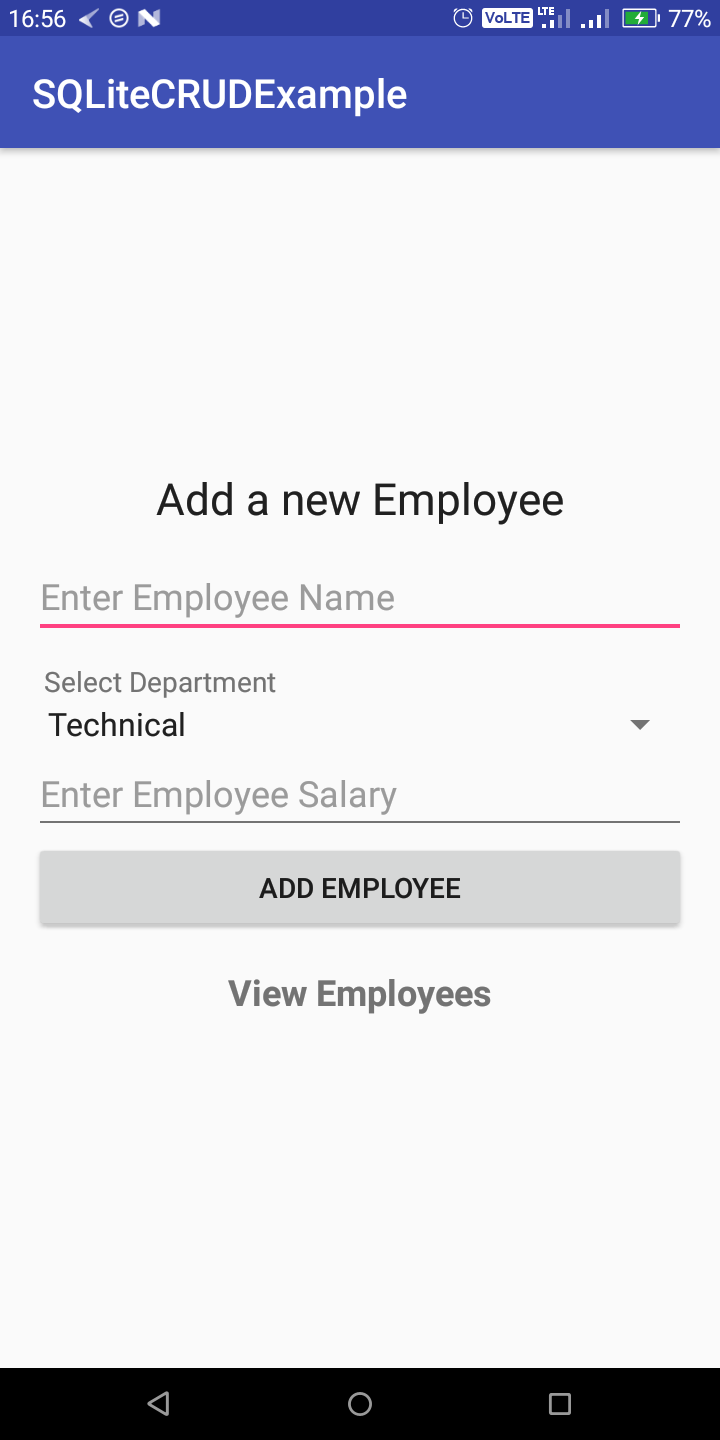 16:56 VoLTE LTE 77%
SQLiteCRUDExample
Add a new Employee
Enter Employee Name
Select Department
Technical
Enter Employee Salary
ADD EMPLOYEE
View Employees